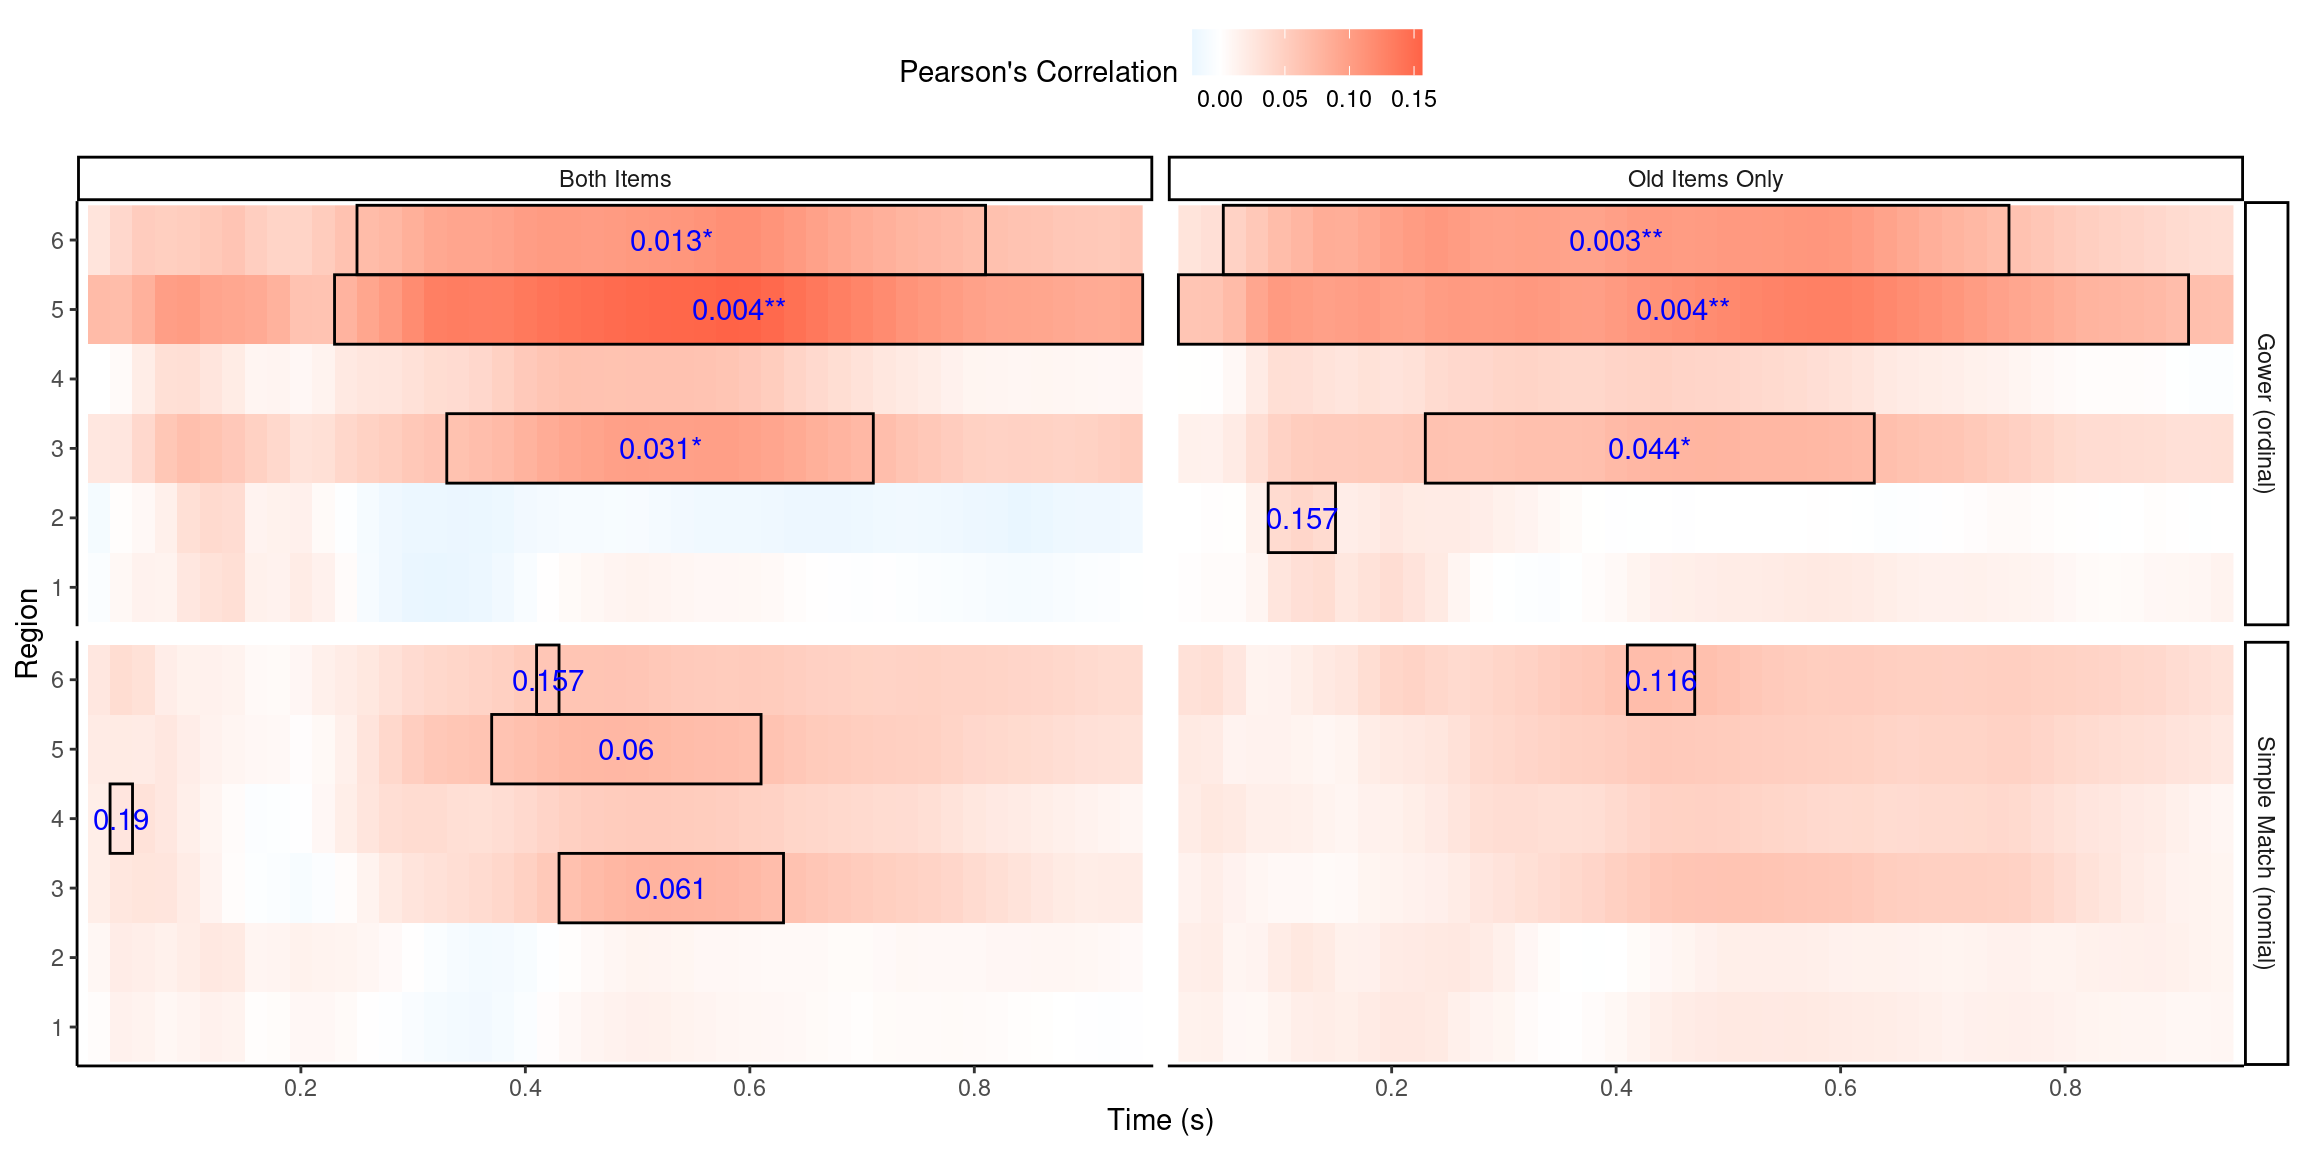 Pearson's Correlation
0.00 0.05 0.10 0.15
Both Items
Old Items Only
6
0.013*
0.003**
5
0.004**
0.004**
4
3
0.031*
0.044*
2
0.157
1
Gower (ordinal)
Region
6
0.157
0.116
5
0.06
4
0.19
3
0.061
2
1
Simple Match (nomial)
0.2 0.4 0.6 0.8
0.2 0.4 0.6 0.8
Time (s)